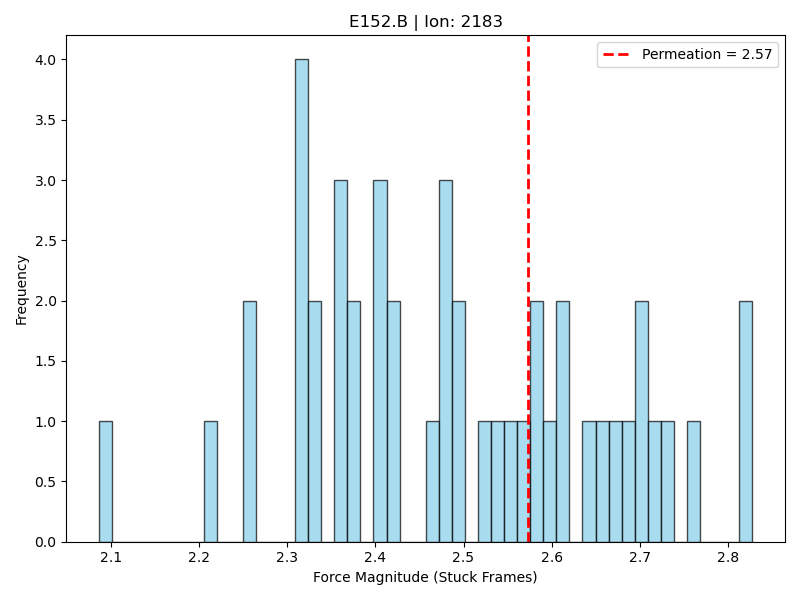 E152.B | Ion: 2183
Permeation = 2.57
4.0
3.5
3.0
2.5
2.0
1.5
1.0
0.5
0.0
Frequency
2.1 2.2 2.3 2.4 2.5 2.6 2.7 2.8
Force Magnitude (Stuck Frames)